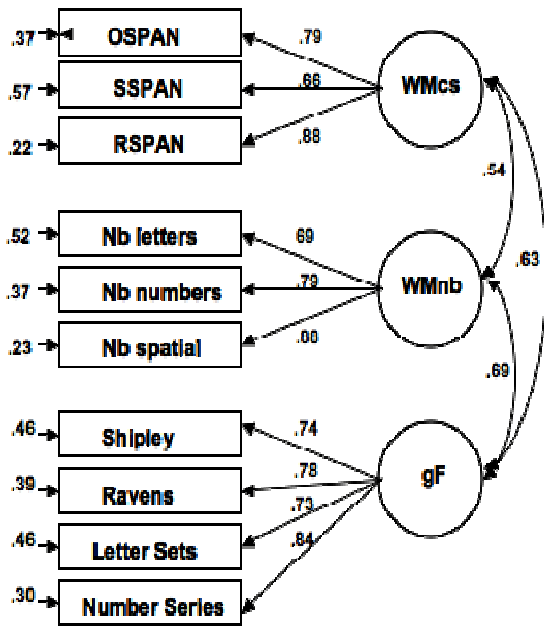 .37 OSPAN .79
.57 SSPAN .66 WMcs
.22 RSPAN .88
.54
.52 Nb letters 69
.63
.37 Nb numbers .79 WMnb
.23 Nb spatial
.69
.46 Shipley .74
.39 Ravens .78 gF
.46 Letter Sets .73
.30 Number Series .84